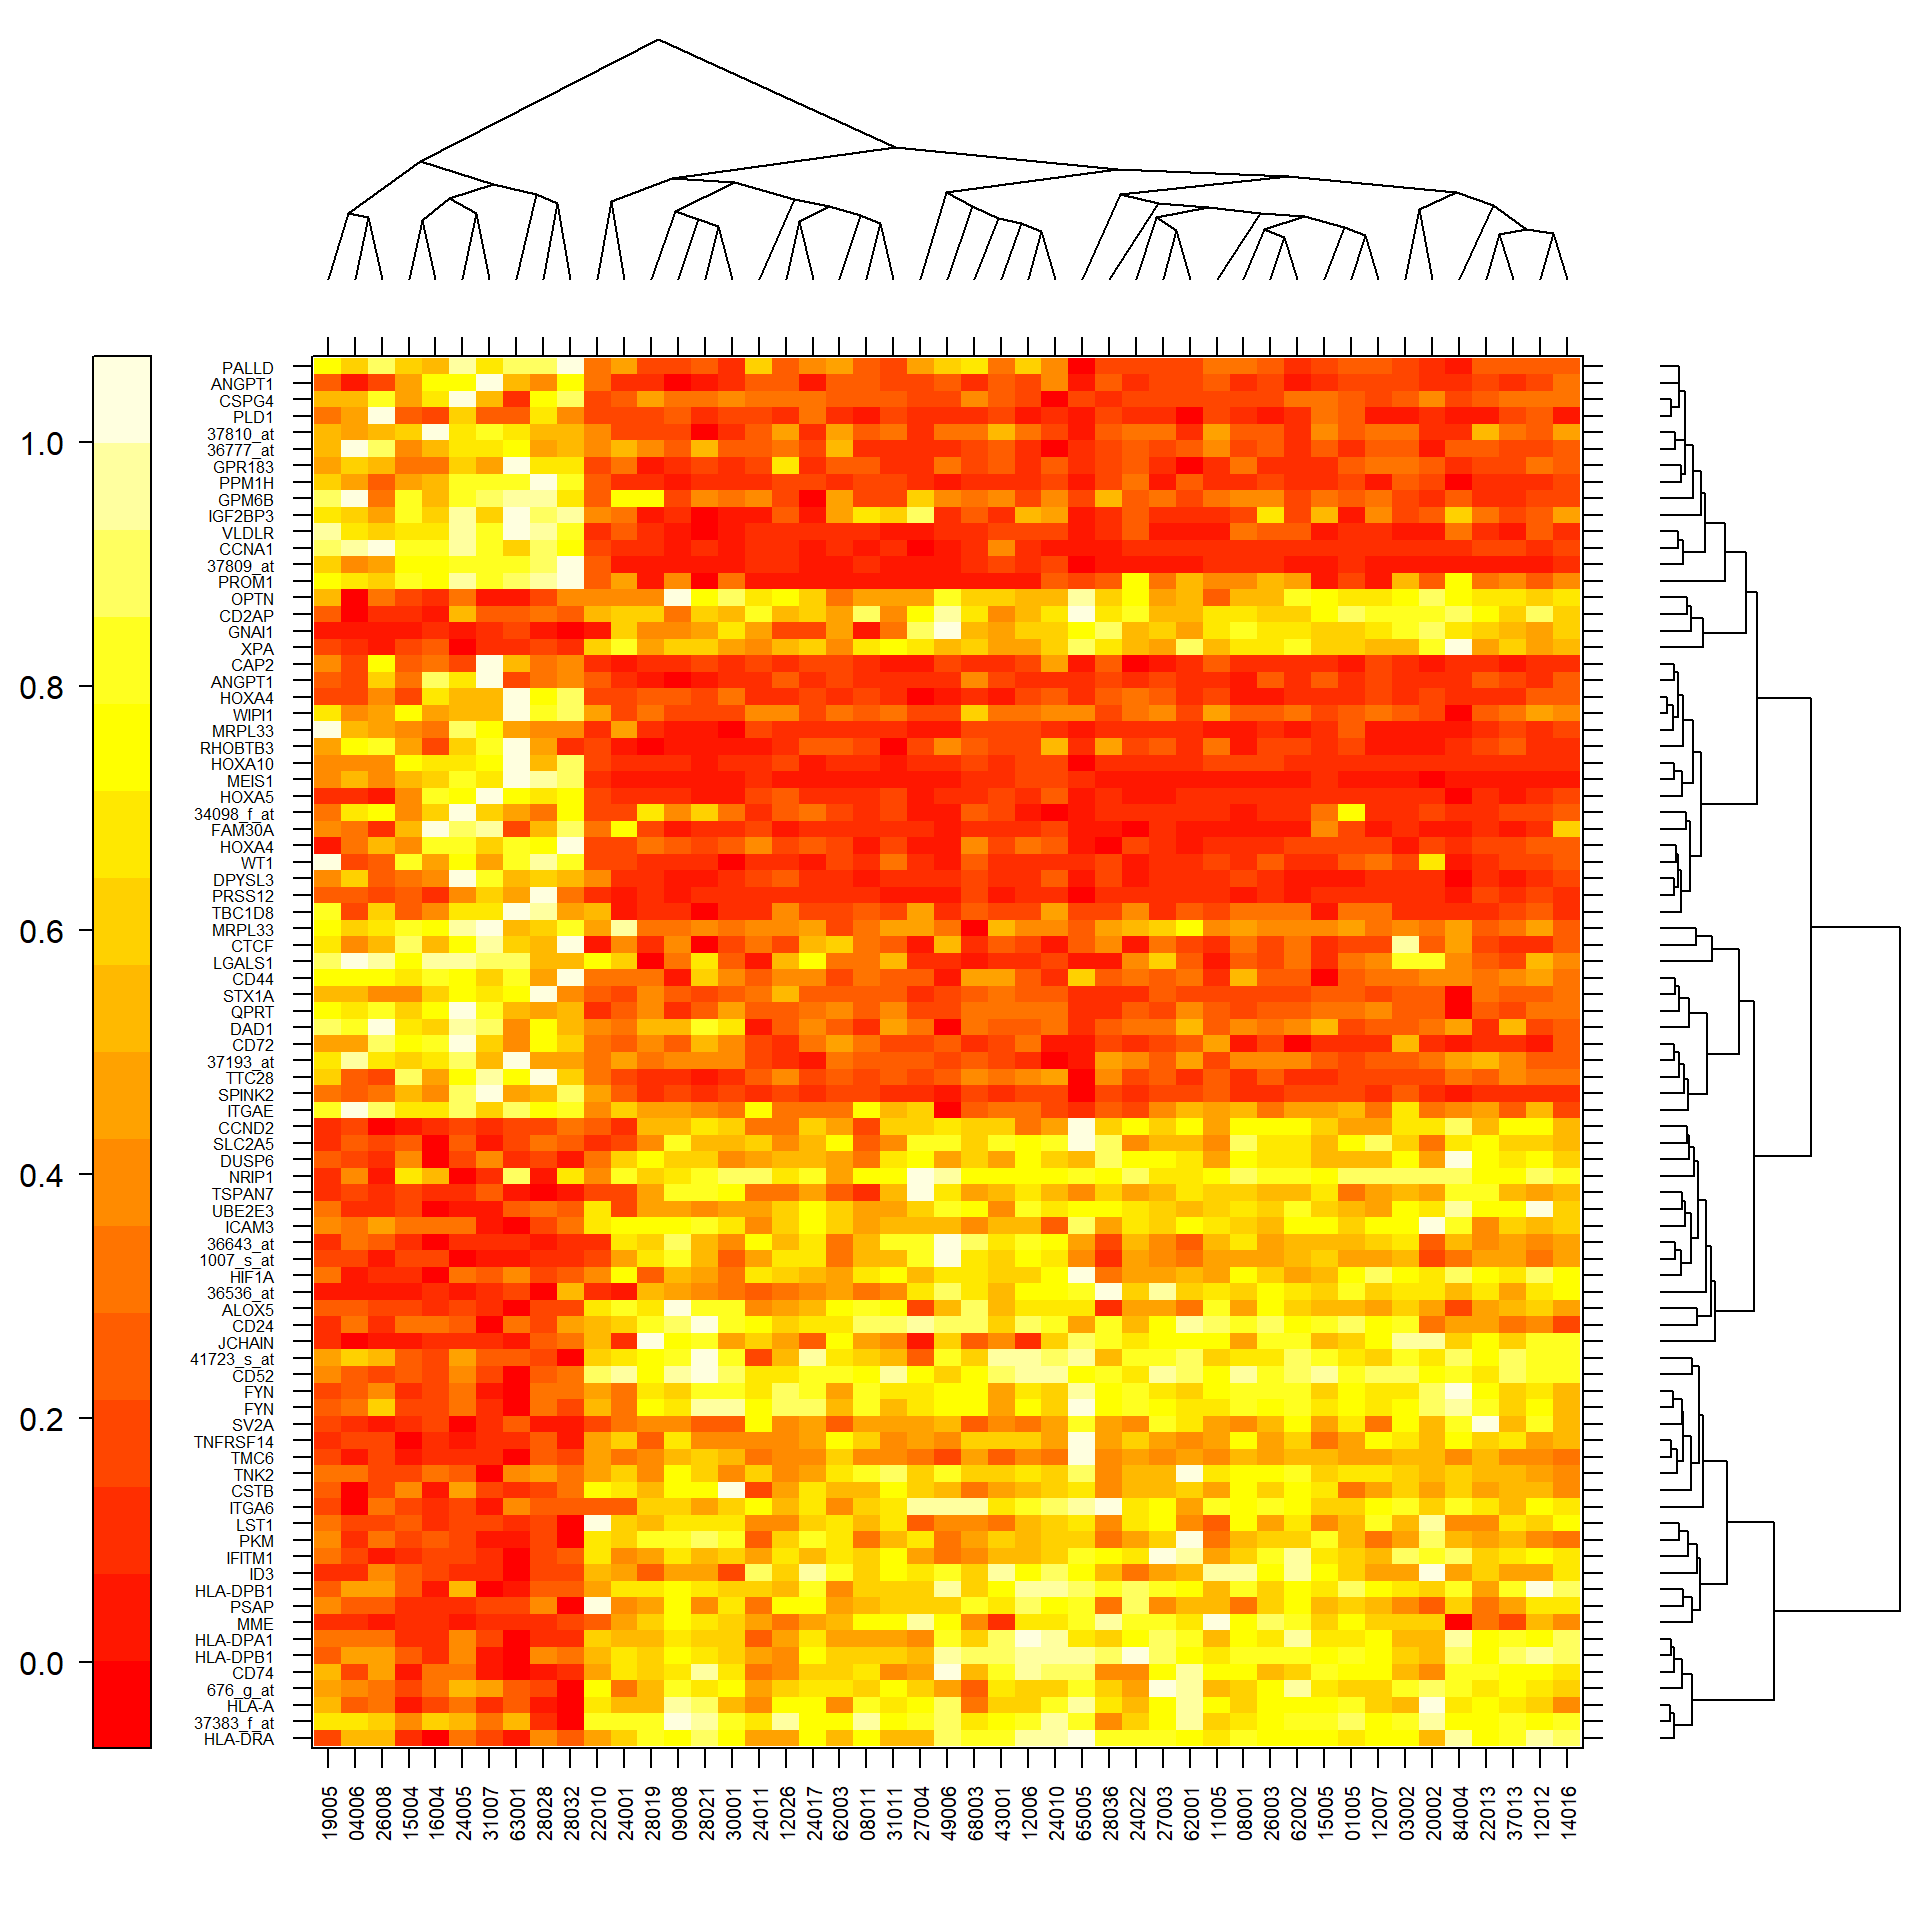 1.0
0.8
0.6
0.4
0.2
0.0
PALLD
ANGPT1
CSPG4
PLD1
37810_at
36777_at
GPR183
PPM1H
GPM6B
IGF2BP3
VLDLR
CCNA1
37809_at
PROM1
OPTN
CD2AP
GNAI1
XPA
CAP2
ANGPT1
HOXA4
WIPI1
MRPL33
RHOBTB3
HOXA10
MEIS1
HOXA5
34098_f_at
FAM30A
HOXA4
WT1
DPYSL3
PRSS12
TBC1D8
MRPL33
CTCF
LGALS1
CD44
STX1A
QPRT
DAD1
CD72
37193_at
TTC28
SPINK2
ITGAE
CCND2
SLC2A5
DUSP6
NRIP1
TSPAN7
UBE2E3
ICAM3
36643_at
1007_s_at
HIF1A
36536_at
ALOX5
CD24
JCHAIN
41723_s_at
CD52
FYN
FYN
SV2A
TNFRSF14
TMC6
TNK2
CSTB
ITGA6
LST1
PKM
IFITM1
ID3
HLA-DPB1
PSAP
MME
HLA-DPA1
HLA-DPB1
CD74
676_g_at
HLA-A
37383_f_at
HLA-DRA
19005
04006
26008
15004
16004
24005
31007
63001
28028
28032
22010
24001
28019
09008
28021
30001
24011
12026
24017
62003
08011
31011
27004
49006
68003
43001
12006
24010
65005
28036
24022
27003
62001
11005
08001
26003
62002
15005
01005
12007
03002
20002
84004
22013
37013
12012
14016